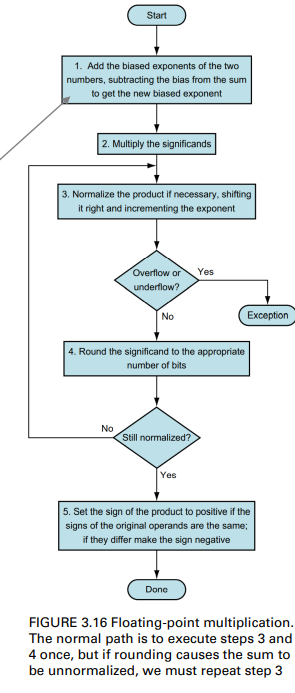 Start
1. Add the biased exponents of the two
numbers, subtracting the bias from the sum
to get the new biased exponent
2. Multiply the significands
3. Normalize the product if necessary, shifting
it right and incrementing the exponent
Overflow or
underflow?
Yes
No
Exception
4. Round the significand to the appropriate
number of bits
No
Still normalized?
Yes
5. Set the sign of the product to positive if the
signs of the original operands are the same;
if they differ make the sign negative
Done
FIGURE 3.16 Floating-point multiplication.
The normal path is to execute steps 3 and
4 once, but if rounding causes the sum to
be unnormalized, we must repeat step 3